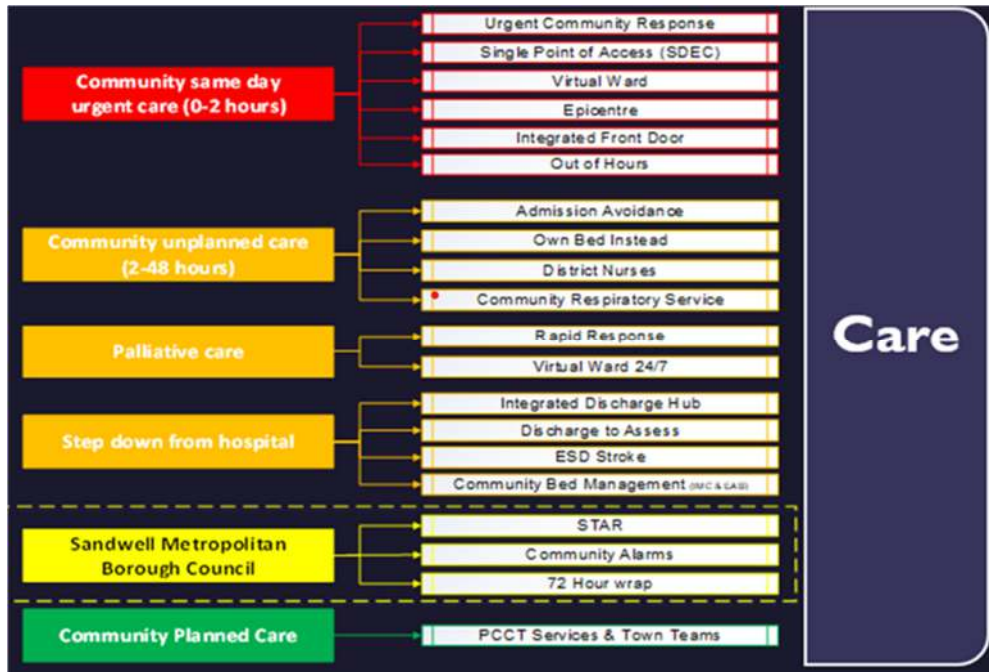 Community same day
urgent care (0-2 hours)
Urgent Community Response
Single Point of Access (SDEC)
Virtual Ward
Epicentre
Integrated Front Door
Out of Hours
Community unplanned care
(2-48 hours)
Admission Avoidance
Own Bed Instead
District Nurses
Community Respiratory Service
Palliative care
Rapid Response
Virtual Ward 24/7
Step down from hospital
Integrated Discharge Hub
Discharge to Assess
ESD Stroke
Community Bed Management (IMC & EAB)
Sandwell Metropolitan
Borough Council
STAR
Community Alarms
72 Hour wrap
Community Planned Care
PCCT Services & Town Teams
Care